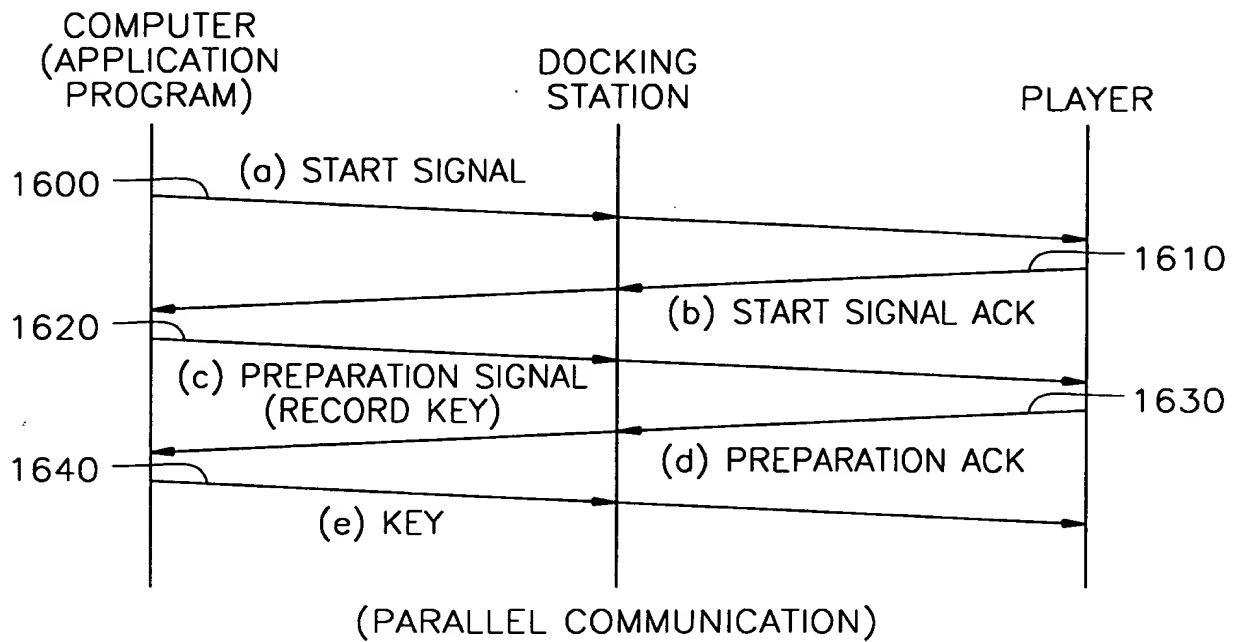 COMPUTER
(APPLICATION
PROGRAM)
DOCKING
STATION
PLAYER
1600
(a) START SIGNAL
1610
(b) START SIGNAL ACK
1620
(c) PREPARATION SIGNAL
(RECORD KEY)
1630
(d) PREPARATION ACK
1640
(e) KEY
(PARALLEL COMMUNICATION)